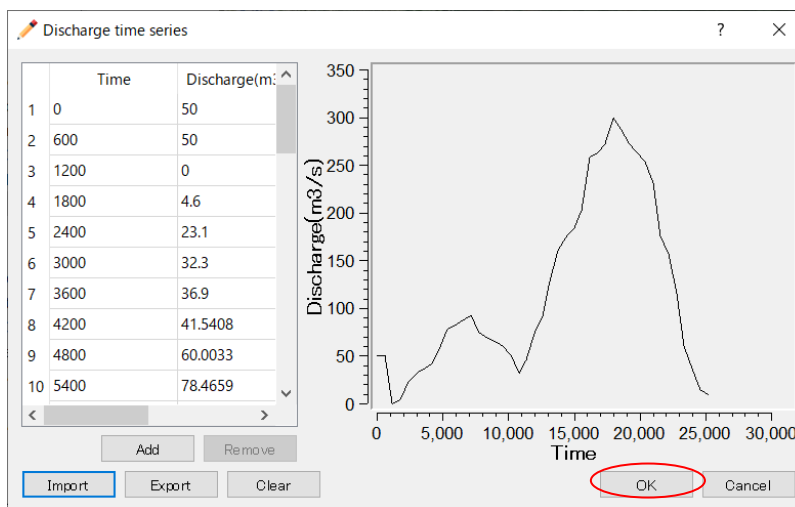 Discharge time series
?
Time Discharge(m3
1 0 50
2 600 50
3 1200 0
4 1800 4.6
5 2400 23.1
6 3000 32.3
7 3600 36.9
8 4200 41.5408
9 4800 60.0033
10 5400 78.4659
Add Remove
Import Export Clear
Discharge(m3/s)
350
300
250
200
150
100
50
0
0 5,000 10,000 15,000 20,000 25,000 30,000
Time
OK Cancel